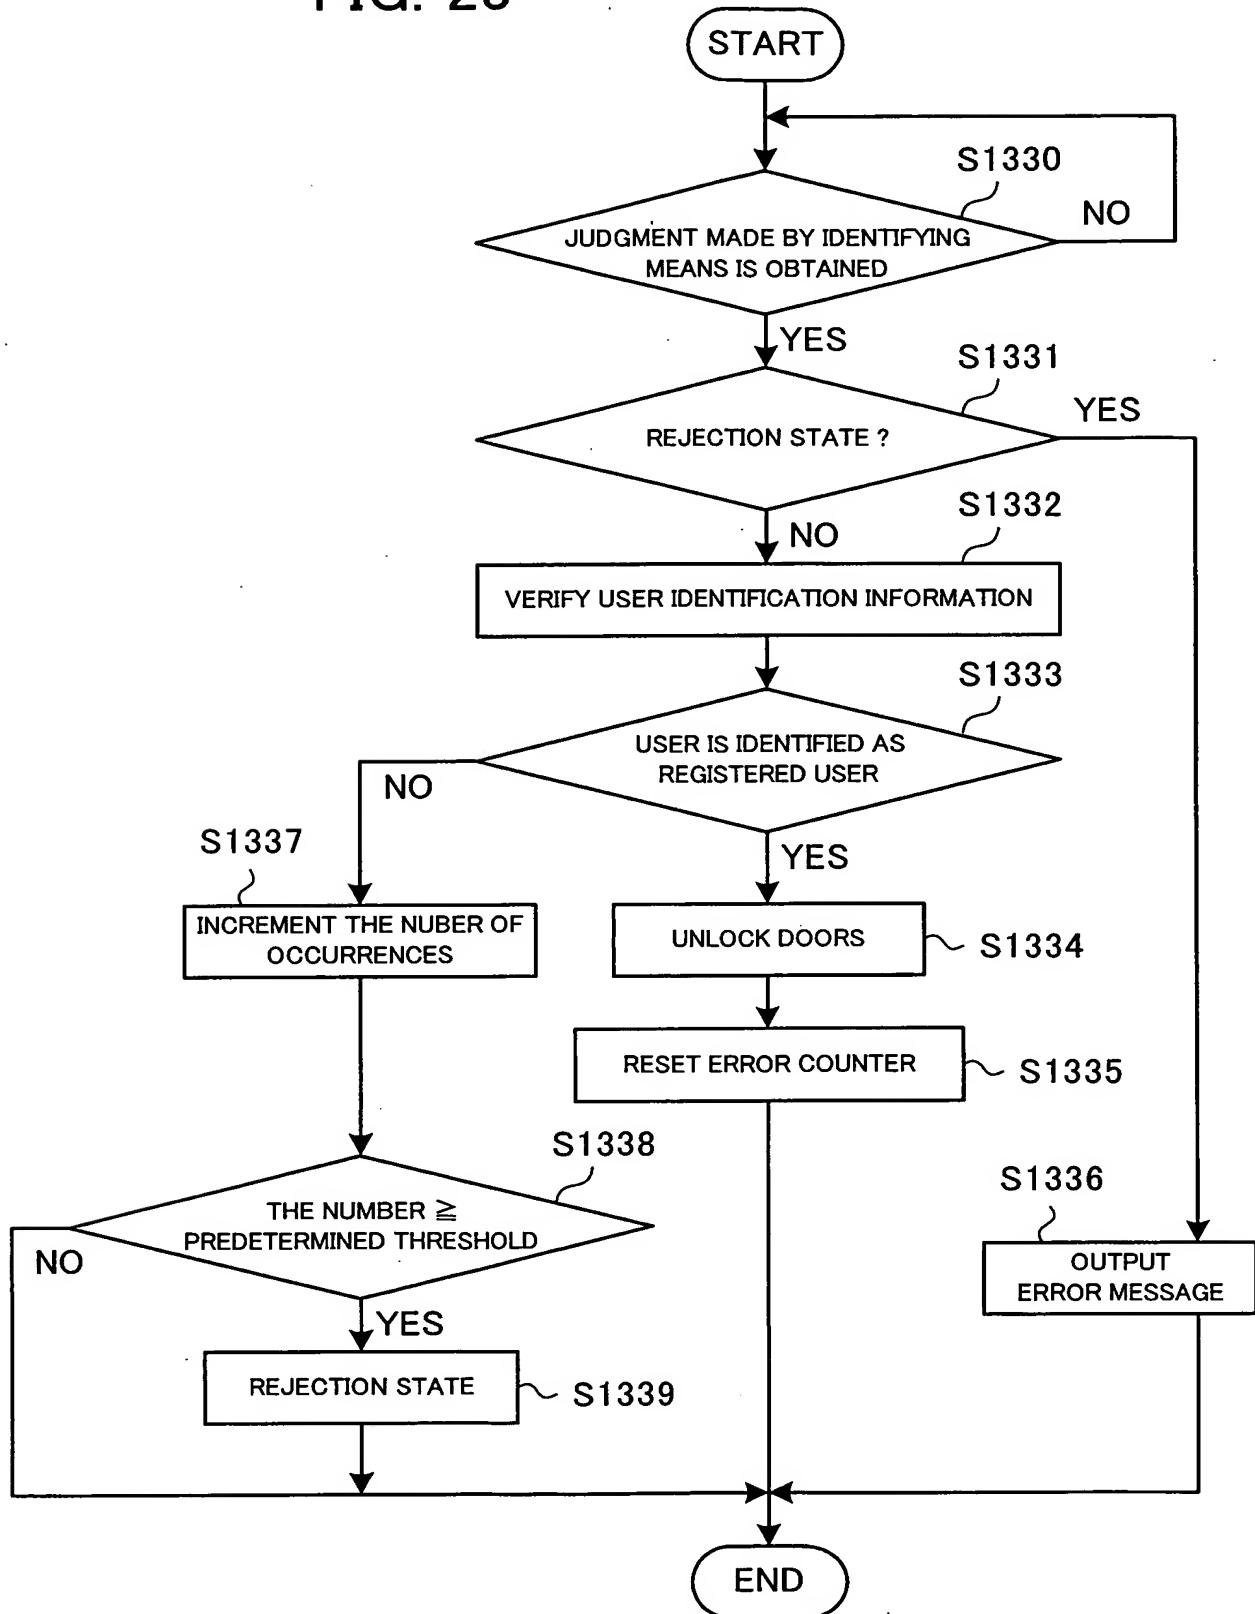 START
S1330
NO
JUDGMENT MADE BY IDENTIFYING
MEANS IS OBTAINED
YES
S1331
YES
REJECTION STATE ?
S1332
NO
VERIFY USER IDENTIFICATION INFORMATION
S1333
USER IS IDENTIFIED AS
REGISTERED USER
NO
S1337
YES
INCREMENT THE NUBER OF
OCCURRENCES
UNLOCK DOORS
S1334
RESET ERROR COUNTER
S1335
S1338
THE NUMBER ≧
PREDETERMINED THRESHOLD
NO
S1336
OUTPUT
ERROR MESSAGE
YES
REJECTION STATE
S1339
END